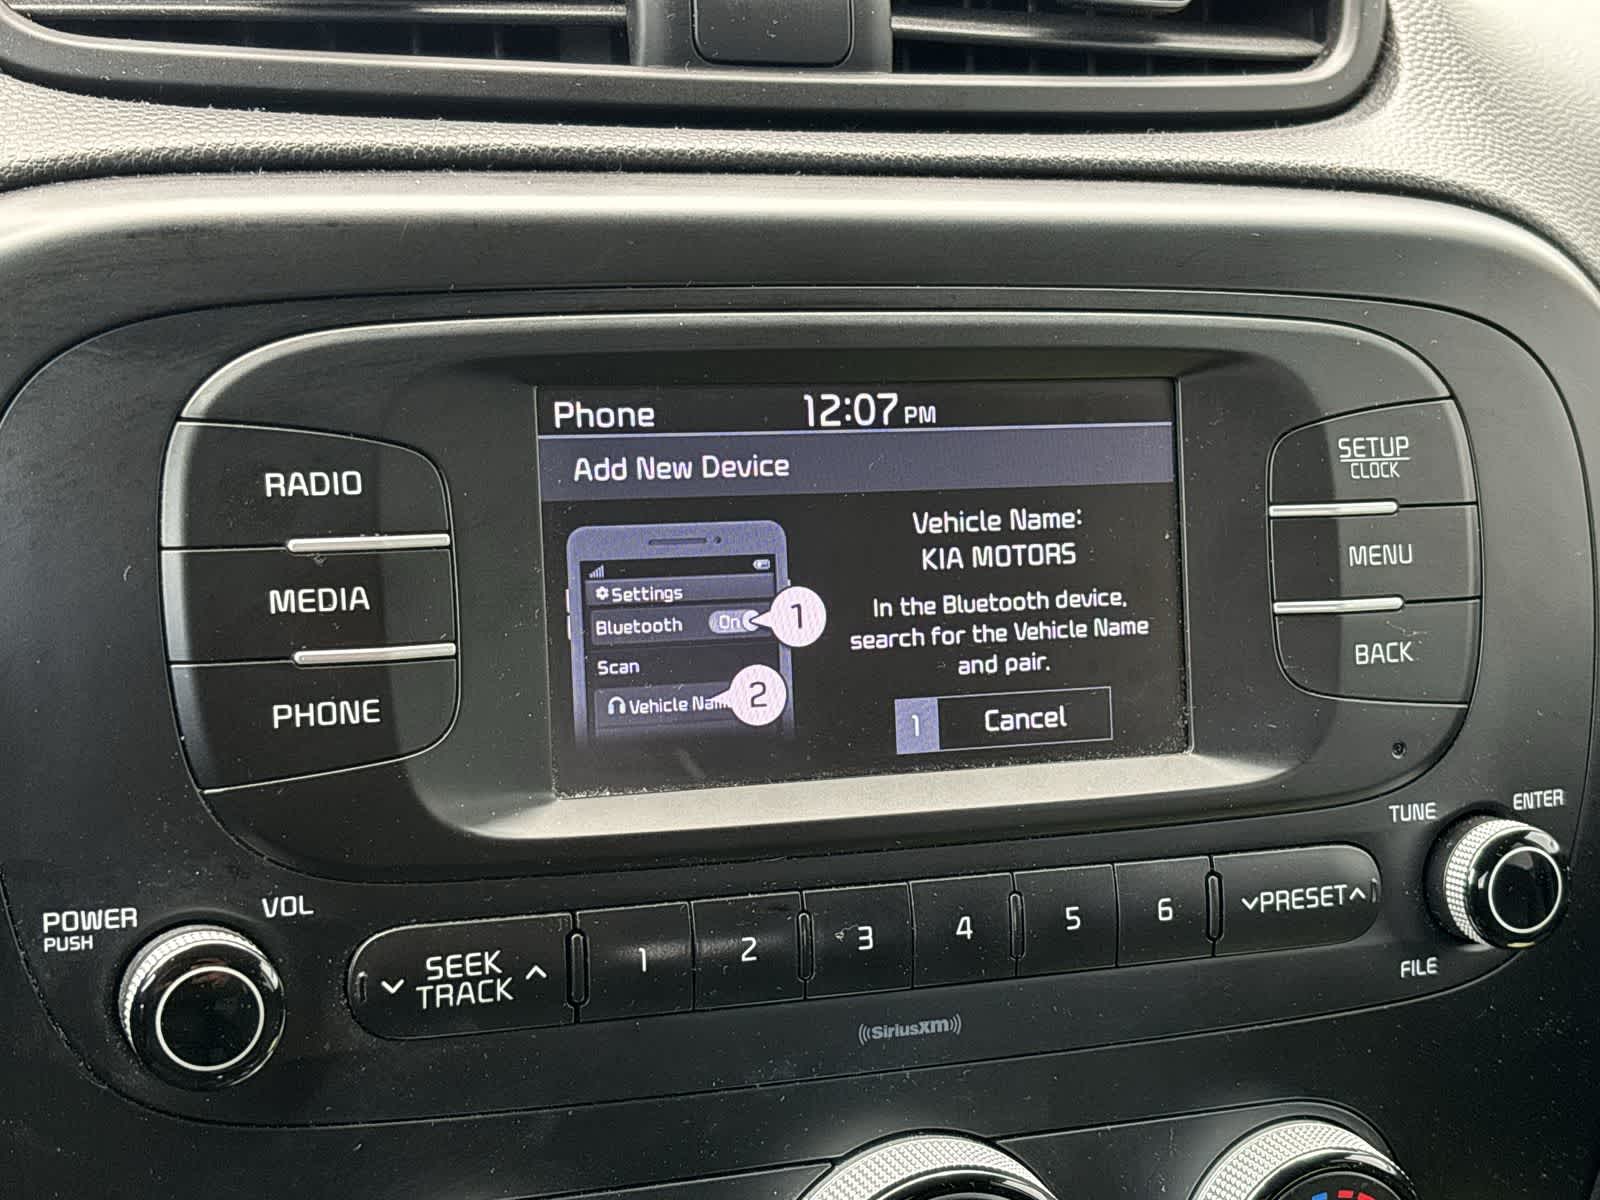 Phone
12:07 PM
Add New Device
Settings
Bluetooth On
1
Scan
Vehicle Nam
2
Vehicle Name:
KIA MOTORS
In the Bluetooth device,
search for the Vehicle Name
and pair.
1 Cancel
RADIO
MEDIA
PHONE
SETUP
CLOCK
MENU
BACK
POWER
PUSH
VOL
SEEK
TRACK
1
2
3
4
5
6
PRESET
TUNE
ENTER
FILE
SiriusXM